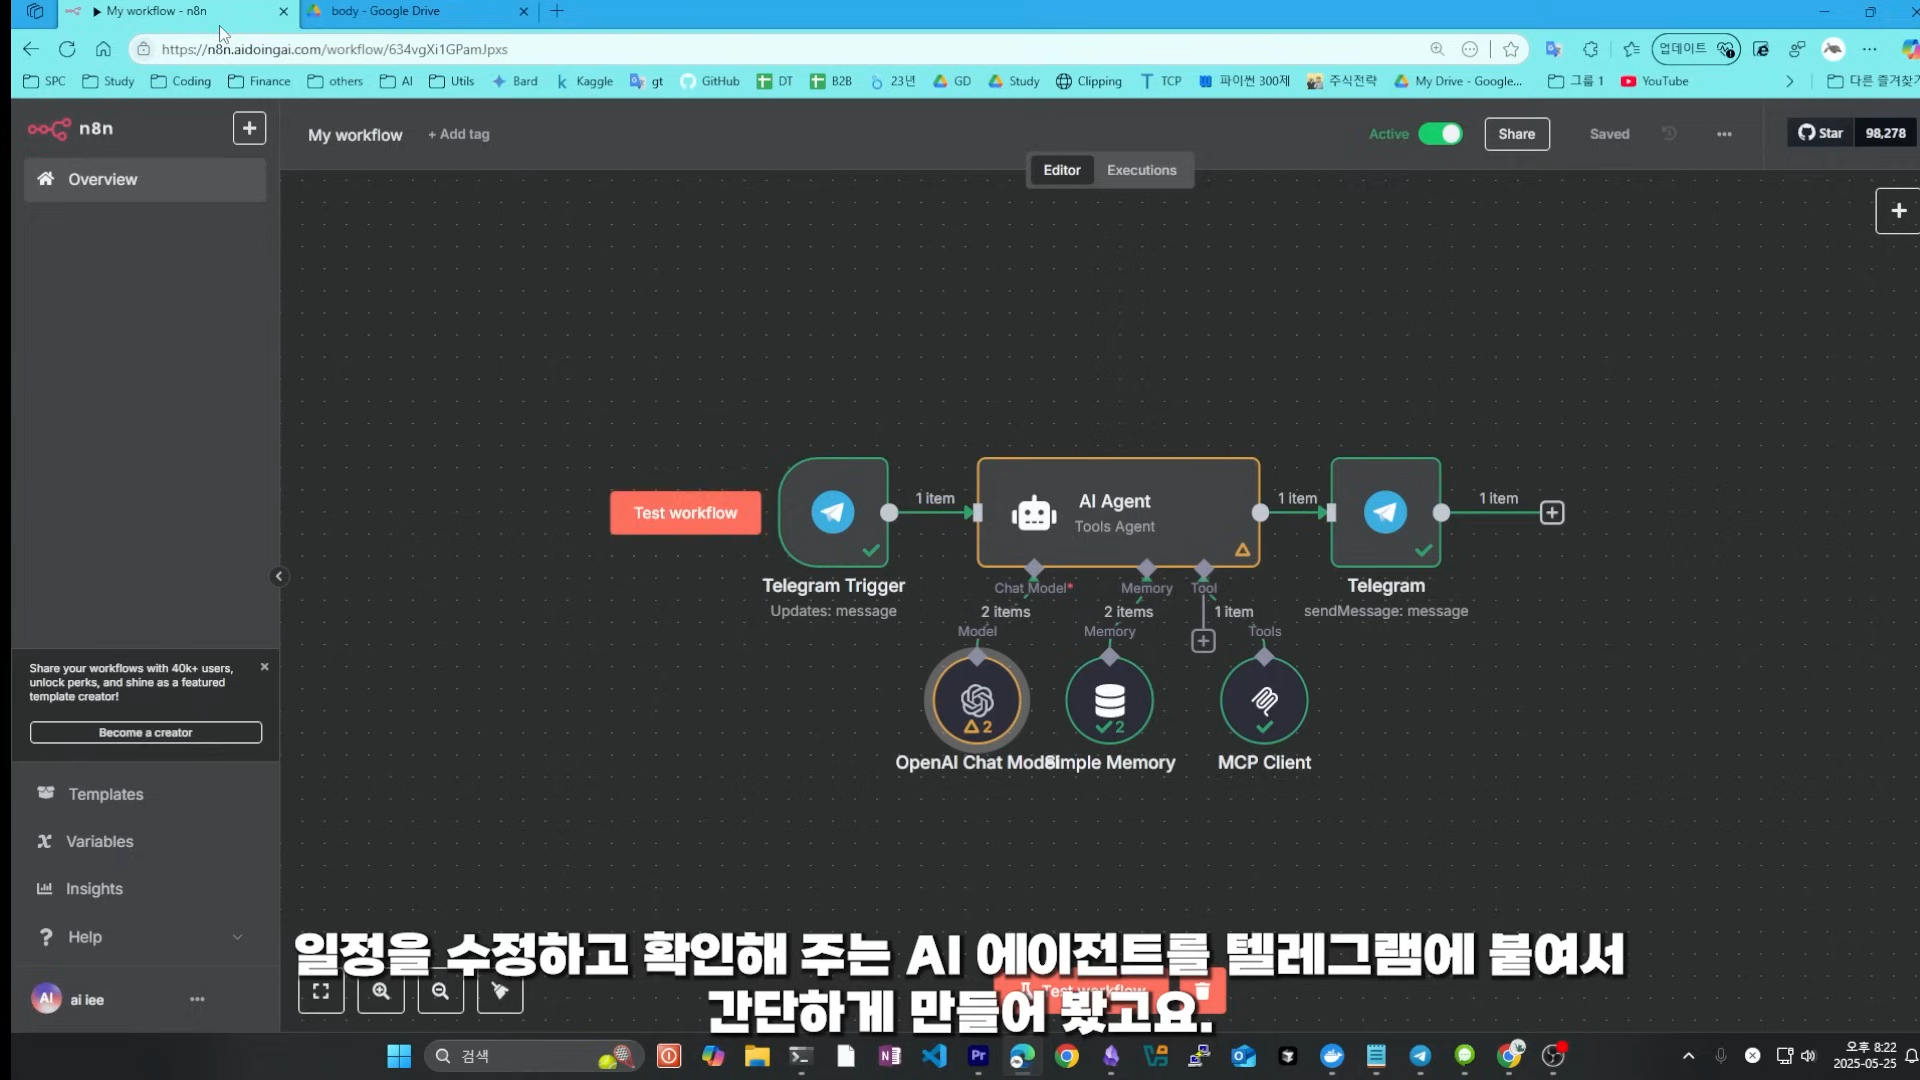 My workflow - n8n
body - Google Drive
https://n8n.aidoingai.com/workflow/634vgXi1GPamJpxs
업데이트
SPC
Study
Coding
Finance
others
AI
Utils
Bard
Kaggle
gt
GitHub
DT
B2B
23년
GD
Study
Clipping
TCP
파이썬 300제
주식전략
My Drive - Google...
그룹 1
YouTube
다른 즐겨찾기
n8n
My workflow
+ Add tag
Active
Share
Saved
Star
98,278
Editor
Executions
Overview
Test workflow
1 item
AI Agent
Tools Agent
1 item
1 item
Telegram Trigger
Updates: message
Chat Model*
Memory
Tool
Telegram
sendMessage: message
2 items
2 items
1 item
Model
Memory
Tools
2
2
OpenAI Chat Model
Simple Memory
MCP Client
Share your workflows with 40k+ users,
unlock perks, and shine as a featured
template creator!
Become a creator
Templates
Variables
Insights
Help
AI
ai iee
일정을 수정하고 확인해 주는 AI 에이전트를 텔레그램에 붙여서
간단하게 만들어 봤고요.
Test workflow
검색
Pr
오후 8:22
2025-05-25